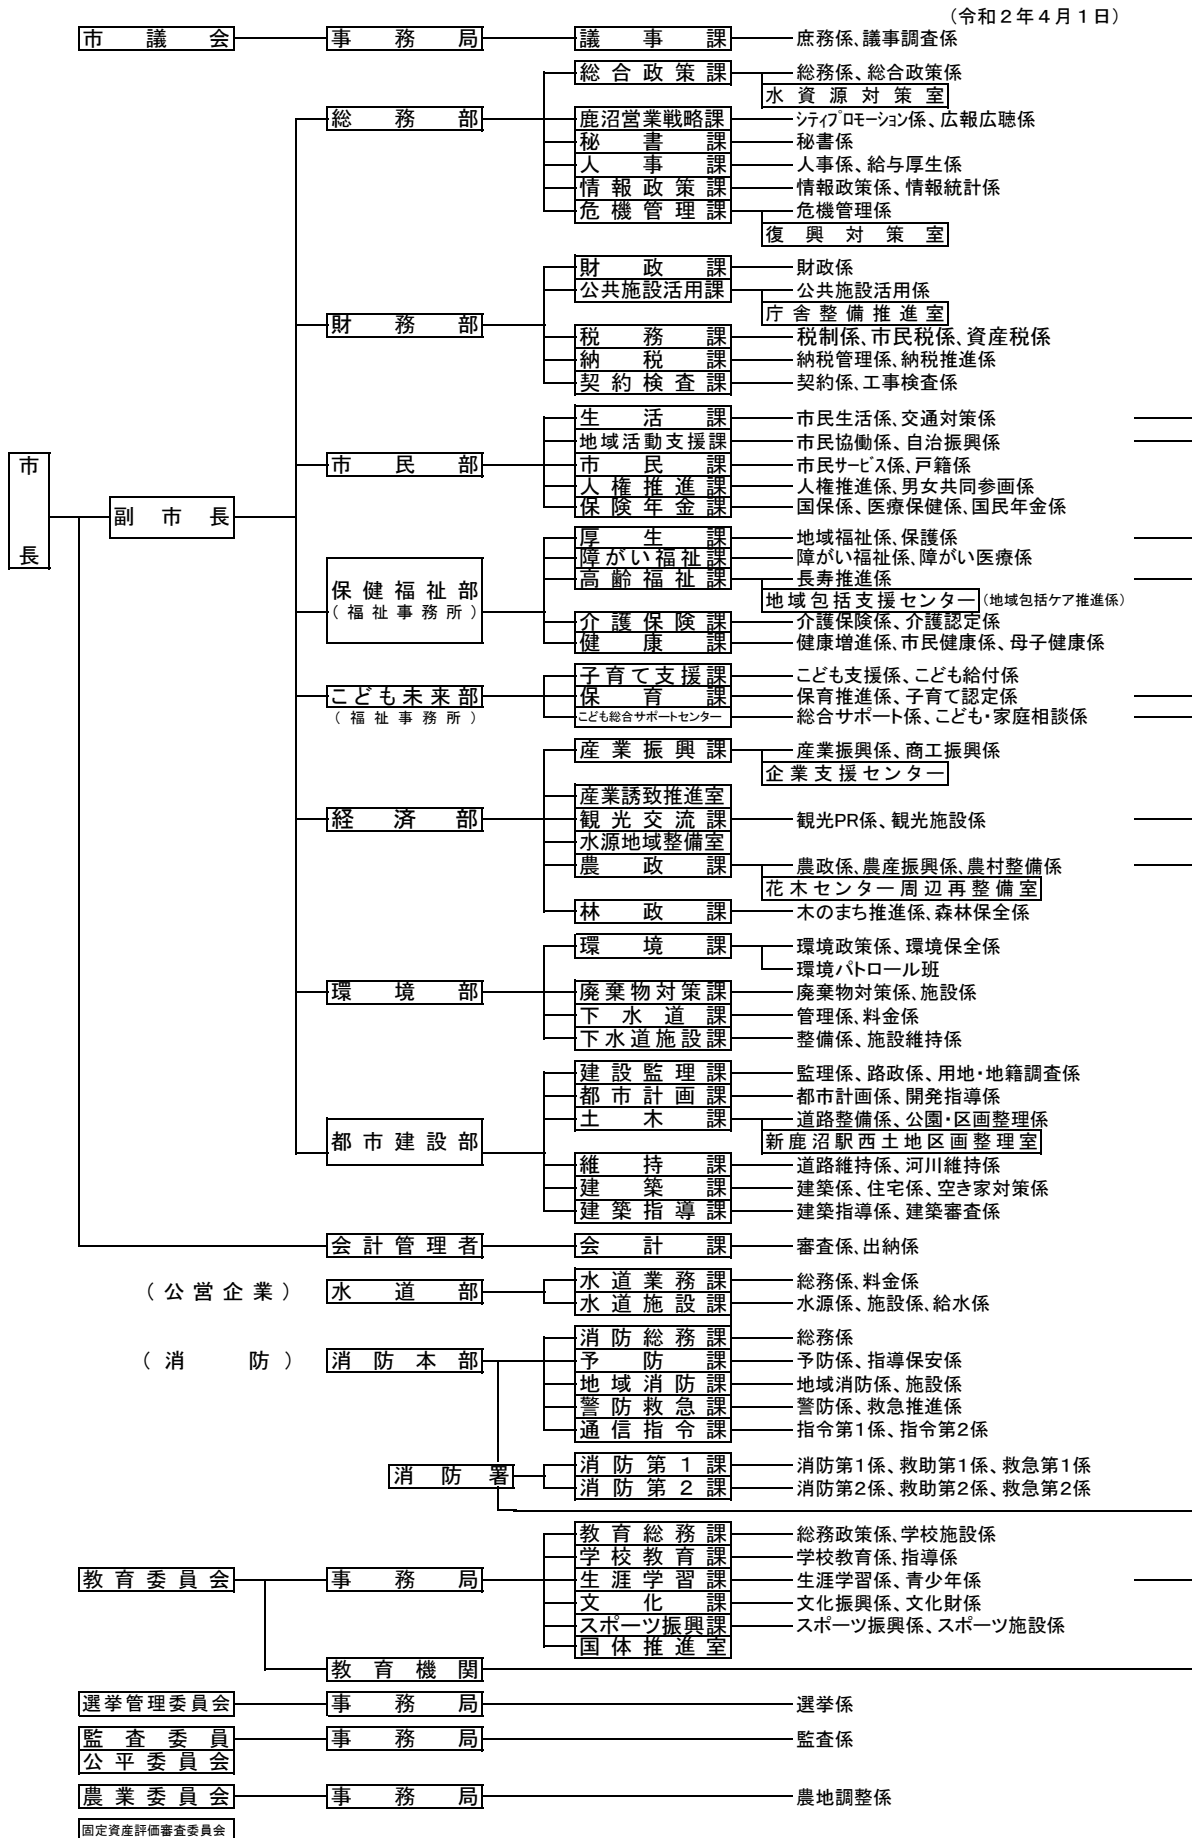 (令和2年4月1日)
市議会 事務局 議事課 庶務係、議事調査係
総合政策課 総務係、総合政策係
水資源対策室
総務部 鹿沼営業戦略課 シティプロモーション係、広報広聴係
秘書課 秘書係
人事課 人事係、給与厚生係
情報政策課 情報政策係、情報統計係
危機管理課 危機管理係
復興対策室
財政課 財政係
公共施設活用課 公共施設活用係
庁舎整備推進室
財務部
税務課 税制係、市民税係、資産税係
納税課 納税管理係、納税推進係
契約検査課 契約係、工事検査係
生活課 市民生活係、交通対策係
地域活動支援課 市民協働係、自治振興係
市民部 市民課 市民サービス係、戸籍係
人権推進課 人権推進係、男女共同参画係
保険年金課 国保係、医療保健係、国民年金係
市長
副市長
厚生課 地域福祉係、保護係
障がい福祉課 障がい福祉係、障がい医療係
高齢福祉課 長寿推進係
保健福祉部
(福祉事務所)
地域包括支援センター (地域包括ケア推進係)
介護保険課 介護保険係、介護認定係
健康課 健康増進係、市民健康係、母子健康係
子育て支援課 こども支援係、こども給付係
こども未来部 保育課 保育推進係、子育て認定係
(福祉事務所) こども総合サポートセンター 総合サポート係、こども・家庭相談係
産業振興課 産業振興係、商工振興係
企業支援センター
産業誘致推進室
経済部 観光交流課 観光PR係、観光施設係
水源地域整備室
農政課 農政係、農産振興係、農村整備係
花木センター周辺再整備室
林政課 木のまち推進係、森林保全係
環境課 環境政策係、環境保全係
環境パトロール班
環境部 廃棄物対策課 廃棄物対策係、施設係
下水道課 管理係、料金係
下水道施設課 整備係、施設維持係
建設監理課 監理係、路政係、用地・地籍調査係
都市計画課 都市計画係、開発指導係
土木課 道路整備係、公園・区画整理係
都市建設部 新鹿沼駅西土地区画整理室
維持課 道路維持係、河川維持係
建築課 建築係、住宅係、空き家対策係
建築指導課 建築指導係、建築審査係
会計管理者 会計課 審査係、出納係
(公営企業) 水道部 水道業務課 総務係、料金係
水道施設課 水源係、施設係、給水係
消防総務課 総務係
(消防) 消防本部 予防課 予防係、指導保安係
地域消防課 地域消防係、施設係
警防救急課 警防係、救急推進係
通信指令課 指令第1係、指令第2係
消防署 消防第1課 消防第1係、救助第1係、救急第1係
消防第2課 消防第2係、救助第2係、救急第2係
教育総務課 総務政策係、学校施設係
学校教育課 学校教育係、指導係
教育委員会 事務局 生涯学習課 生涯学習係、青少年係
文化課 文化振興係、文化財係
スポーツ振興課 スポーツ振興係、スポーツ施設係
国体推進室
教育機関
選挙管理委員会 事務局 選挙係
監査委員 事務局 監査係
公平委員会
農業委員会 事務局 農地調整係
固定資産評価審査委員会